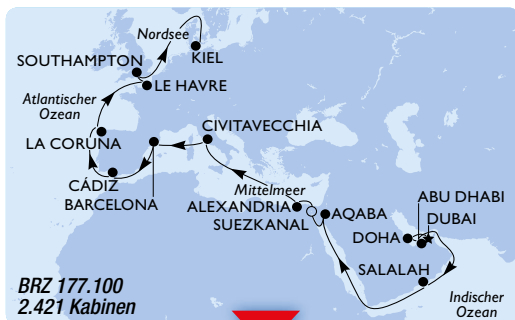 Nordsee
SOUTHAMPTON
KIEL
LE HAVRE
Atlantischer
Ozean
LA CORUNA
CIVITAVECCHIA
CÁDIZ
BARCELONA
Mittelmeer
ALEXANDRIA
SUEZKANAL
AQABA
ABU DHABI
DUBAI
DOHA
SALALAH
Indischer
Ozean
BRZ 177.100
2.421 Kabinen